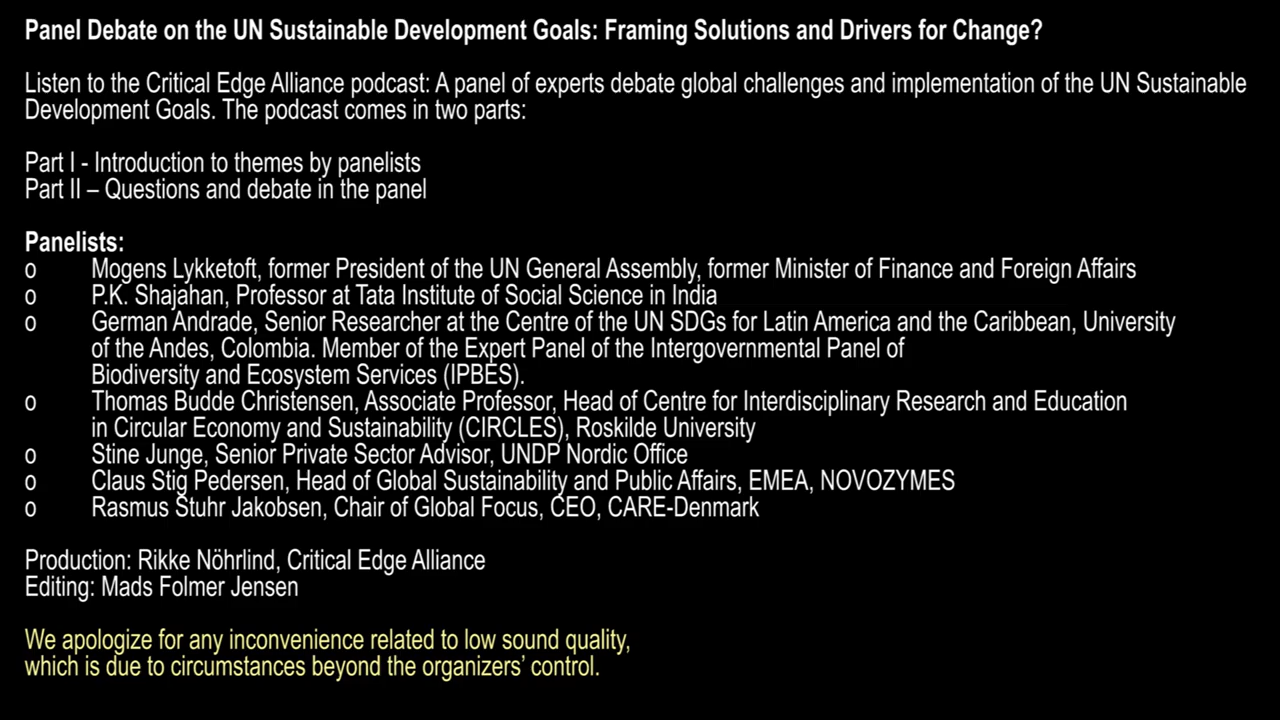 Panel Debate on the UN Sustainable Development Goals: Framing Solutions and Drivers for Change?
Listen to the Critical Edge Alliance podcast: A panel of experts debate global challenges and implementation of the UN Sustainable
Development Goals. The podcast comes in two parts:
Part I - Introduction to themes by panelists
Part II – Questions and debate in the panel
Panelists:
o Mogens Lykketoft, former President of the UN General Assembly, former Minister of Finance and Foreign Affairs
o P.K. Shajahan, Professor at Tata Institute of Social Science in India
o German Andrade, Senior Researcher at the Centre of the UN SDGs for Latin America and the Caribbean, University
of the Andes, Colombia. Member of the Expert Panel of the Intergovernmental Panel of
Biodiversity and Ecosystem Services (IPBES).
o Thomas Budde Christensen, Associate Professor, Head of Centre for Interdisciplinary Research and Education
in Circular Economy and Sustainability (CIRCLES), Roskilde University
o Stine Junge, Senior Private Sector Advisor, UNDP Nordic Office
o Claus Stig Pedersen, Head of Global Sustainability and Public Affairs, EMEA, NOVOZYMES
o Rasmus Stuhr Jakobsen, Chair of Global Focus, CEO, CARE-Denmark
Production: Rikke Nöhrlind, Critical Edge Alliance
Editing: Mads Folmer Jensen
We apologize for any inconvenience related to low sound quality,
which is due to circumstances beyond the organizers’ control.